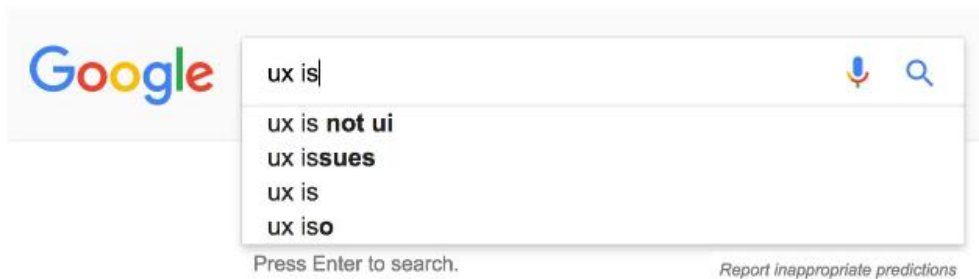 Google
ux is
ux is not ui
ux issues
ux is
ux iso
Press Enter to search.
Report inappropriate predictions